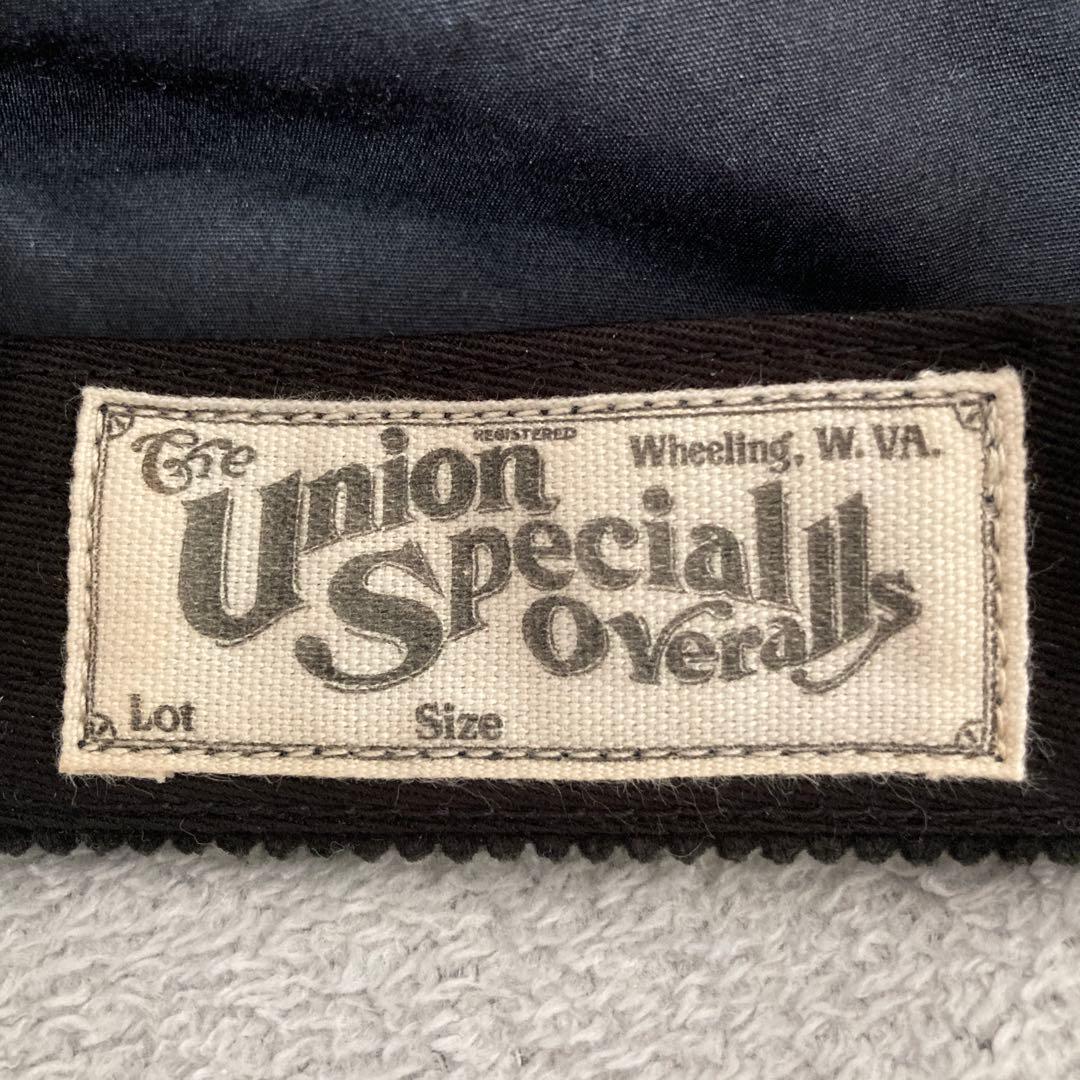 The Union
REGISTERED
Wheeling, W. VA.
Special
Overalls
Lot
Size